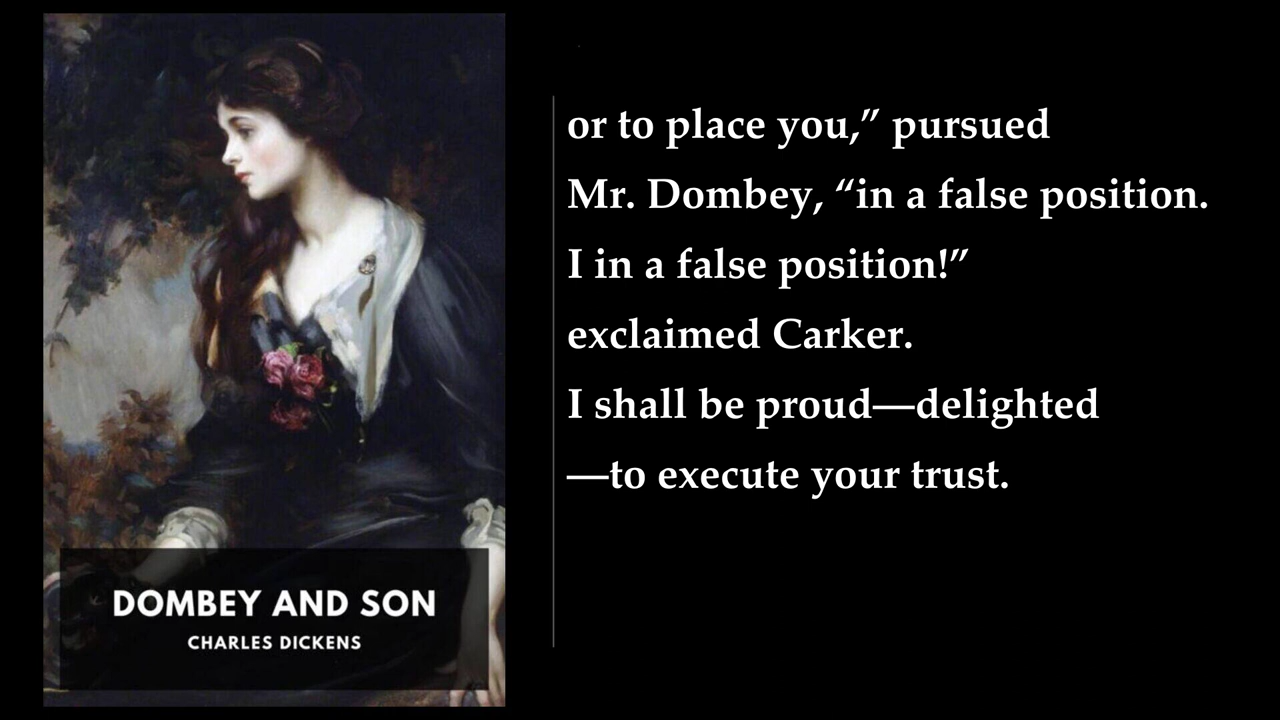 or to place you,” pursued
Mr. Dombey, “in a false position.
I in a false position!”
exclaimed Carker.
I shall be proud—delighted
—to execute your trust.
DOMBEY AND SON
CHARLES DICKENS